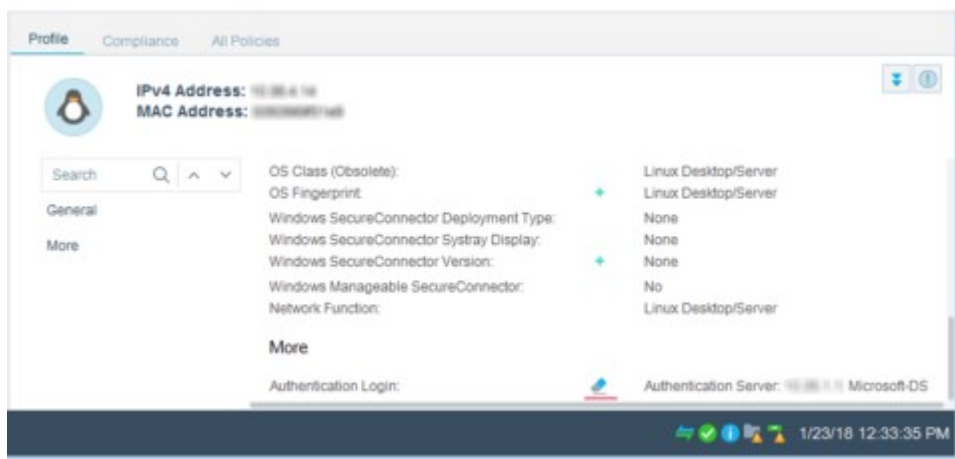 Profile Compliance All Policies
IPv4 Address:
MAC Address:
Search
General
More
OS Class (Obsolete): Linux Desktop/Server
OS Fingerprint: Linux Desktop/Server
Windows SecureConnector Deployment Type: None
Windows SecureConnector Systray Display: None
Windows SecureConnector Version: None
Windows Manageable SecureConnector: No
Network Function: Linux Desktop/Server
More
Authentication Login: Authentication Server: Microsoft-DS
1/23/18 12:33:35 PM